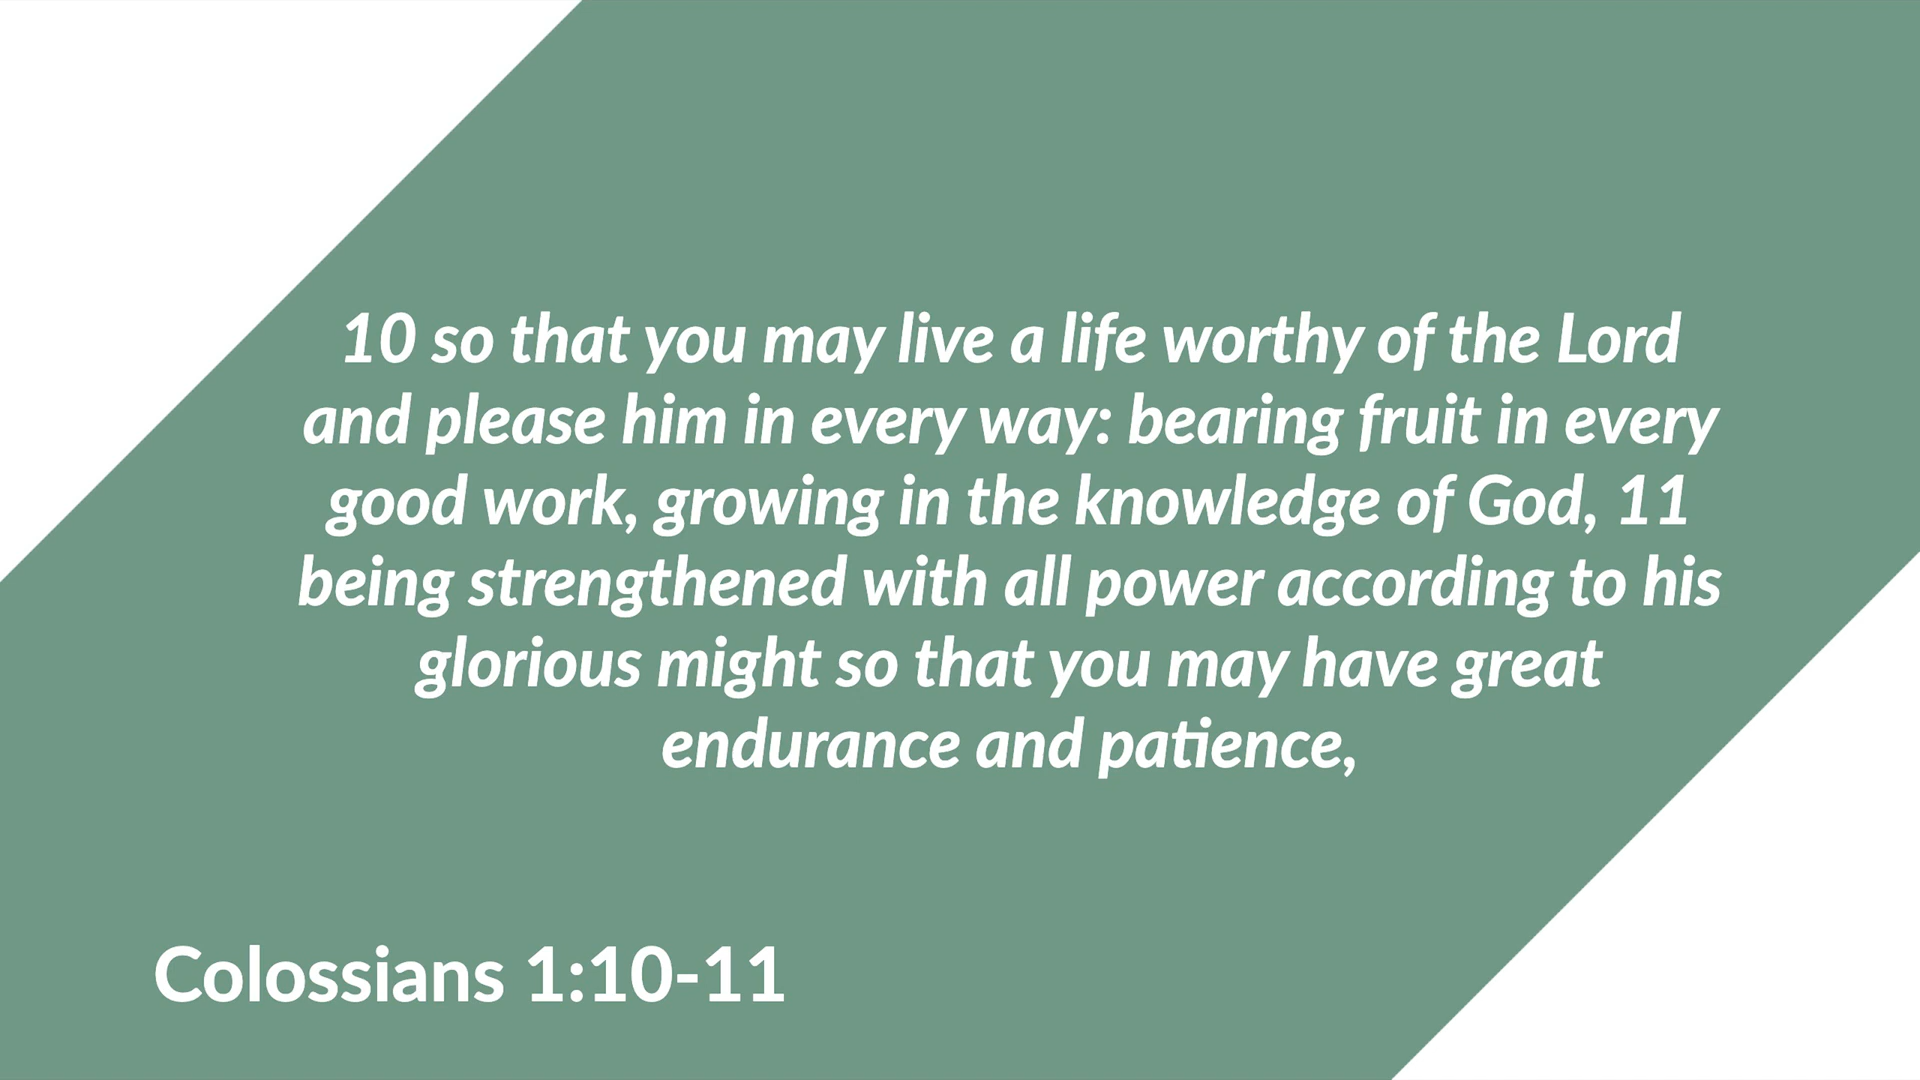 10 so that you may live a life worthy of the Lord
and please him in every way: bearing fruit in every
good work, growing in the knowledge of God, 11
being strengthened with all power according to his
glorious might so that you may have great
endurance and patience,
Colossians 1:10-11